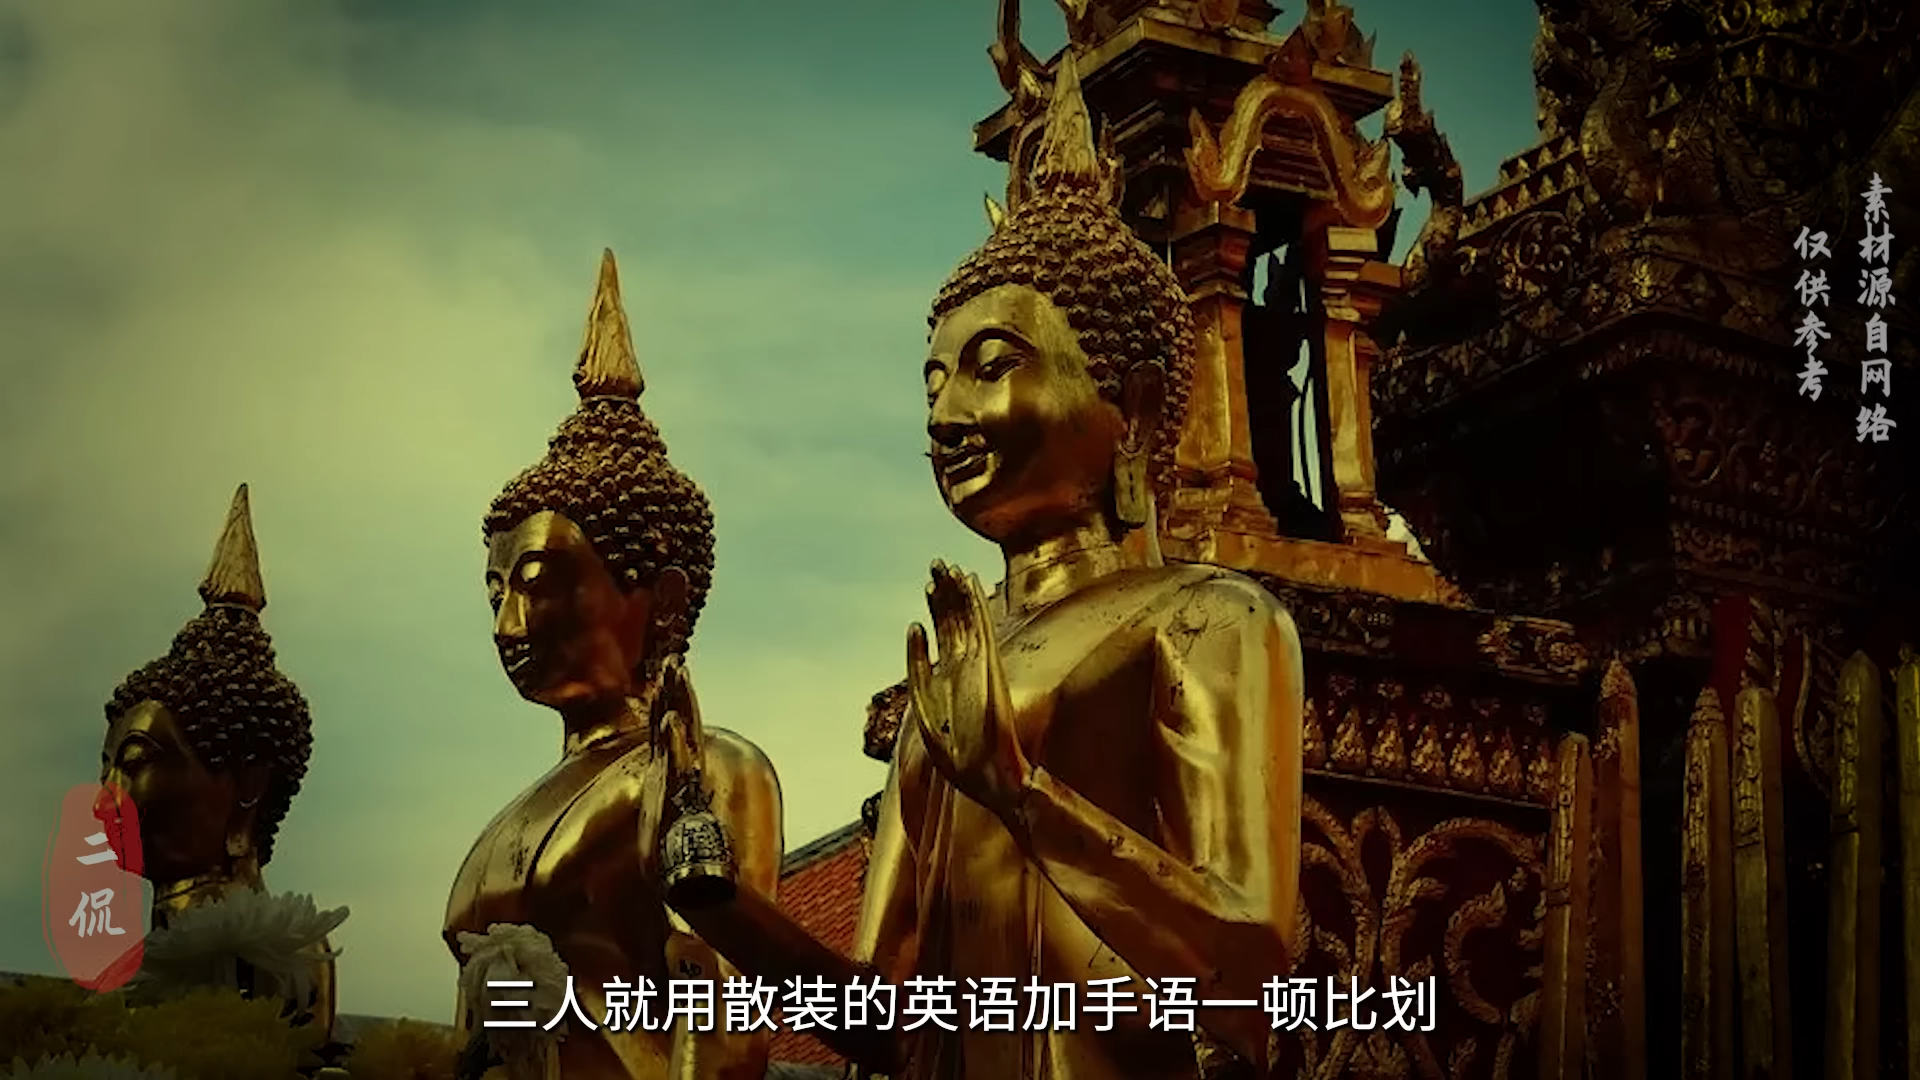 素材源自网络
仅供参考
二侃
三人就用散装的英语加手语一顿比划